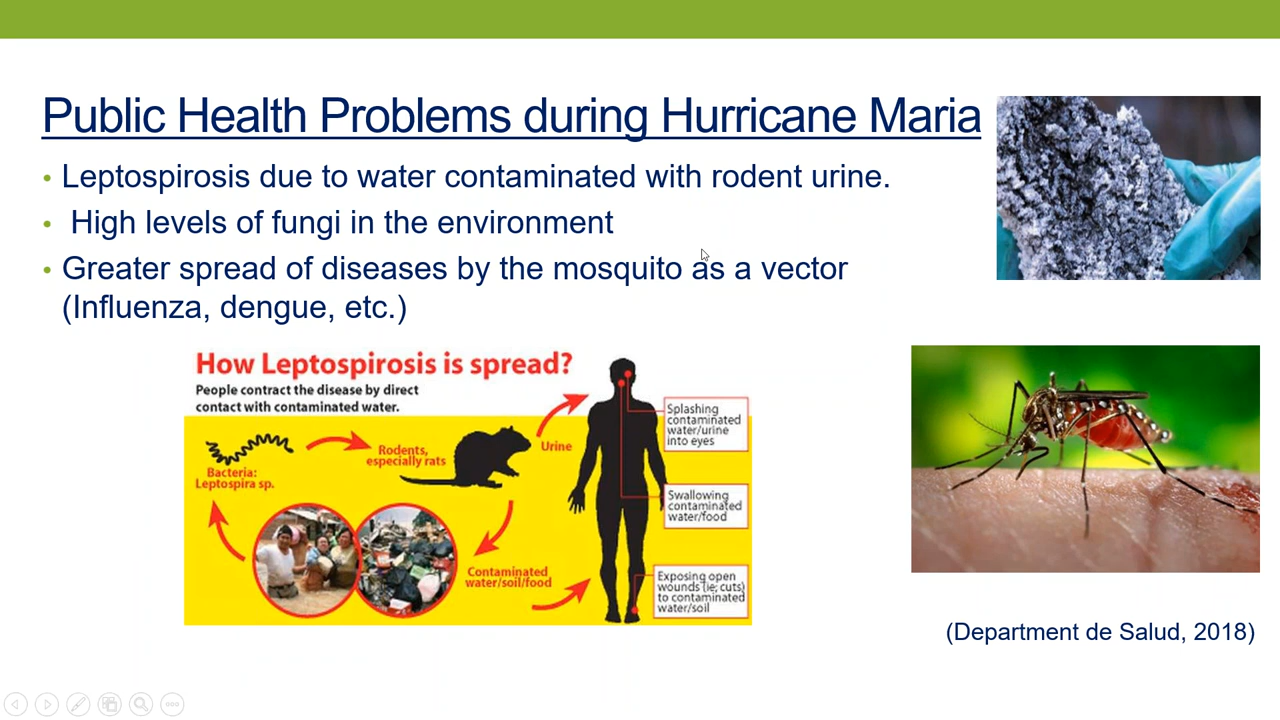 Public Health Problems during Hurricane Maria
• Leptospirosis due to water contaminated with rodent urine.
• High levels of fungi in the environment
• Greater spread of diseases by the mosquito as a vector
(Influenza, dengue, etc.)
How Leptospirosis is spread?
People contract the disease by direct
contact with contaminated water.
Bacteria:
Leptospira sp.
Rodents,
especially rats
Urine
Contaminated
water/soil/food
Splashing
contaminated
water/urine
into eyes
Swallowing
contaminated
water/food
Exposing open
wounds (ie; cuts)
to contaminated
water/soil
(Department de Salud, 2018)